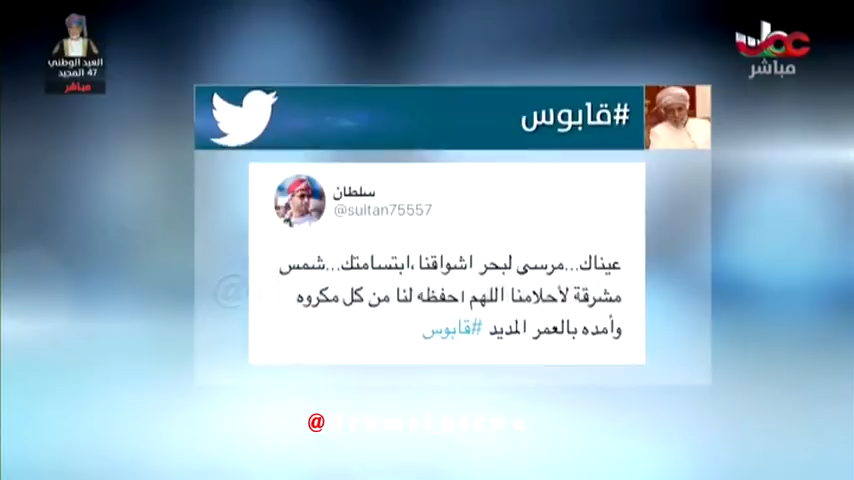 العيد الوطني
47 المجيد
مباشر
عمان
مباشر
#قابوس
سلطان
@sultan75557
عيناك...مرسى لبحر اشواقنا،ابتسامتك...شمس
مشرقة لأحلامنا اللهم احفظه لنا من كل مكروه
وأمده بالعمر المديد #قابوس
@